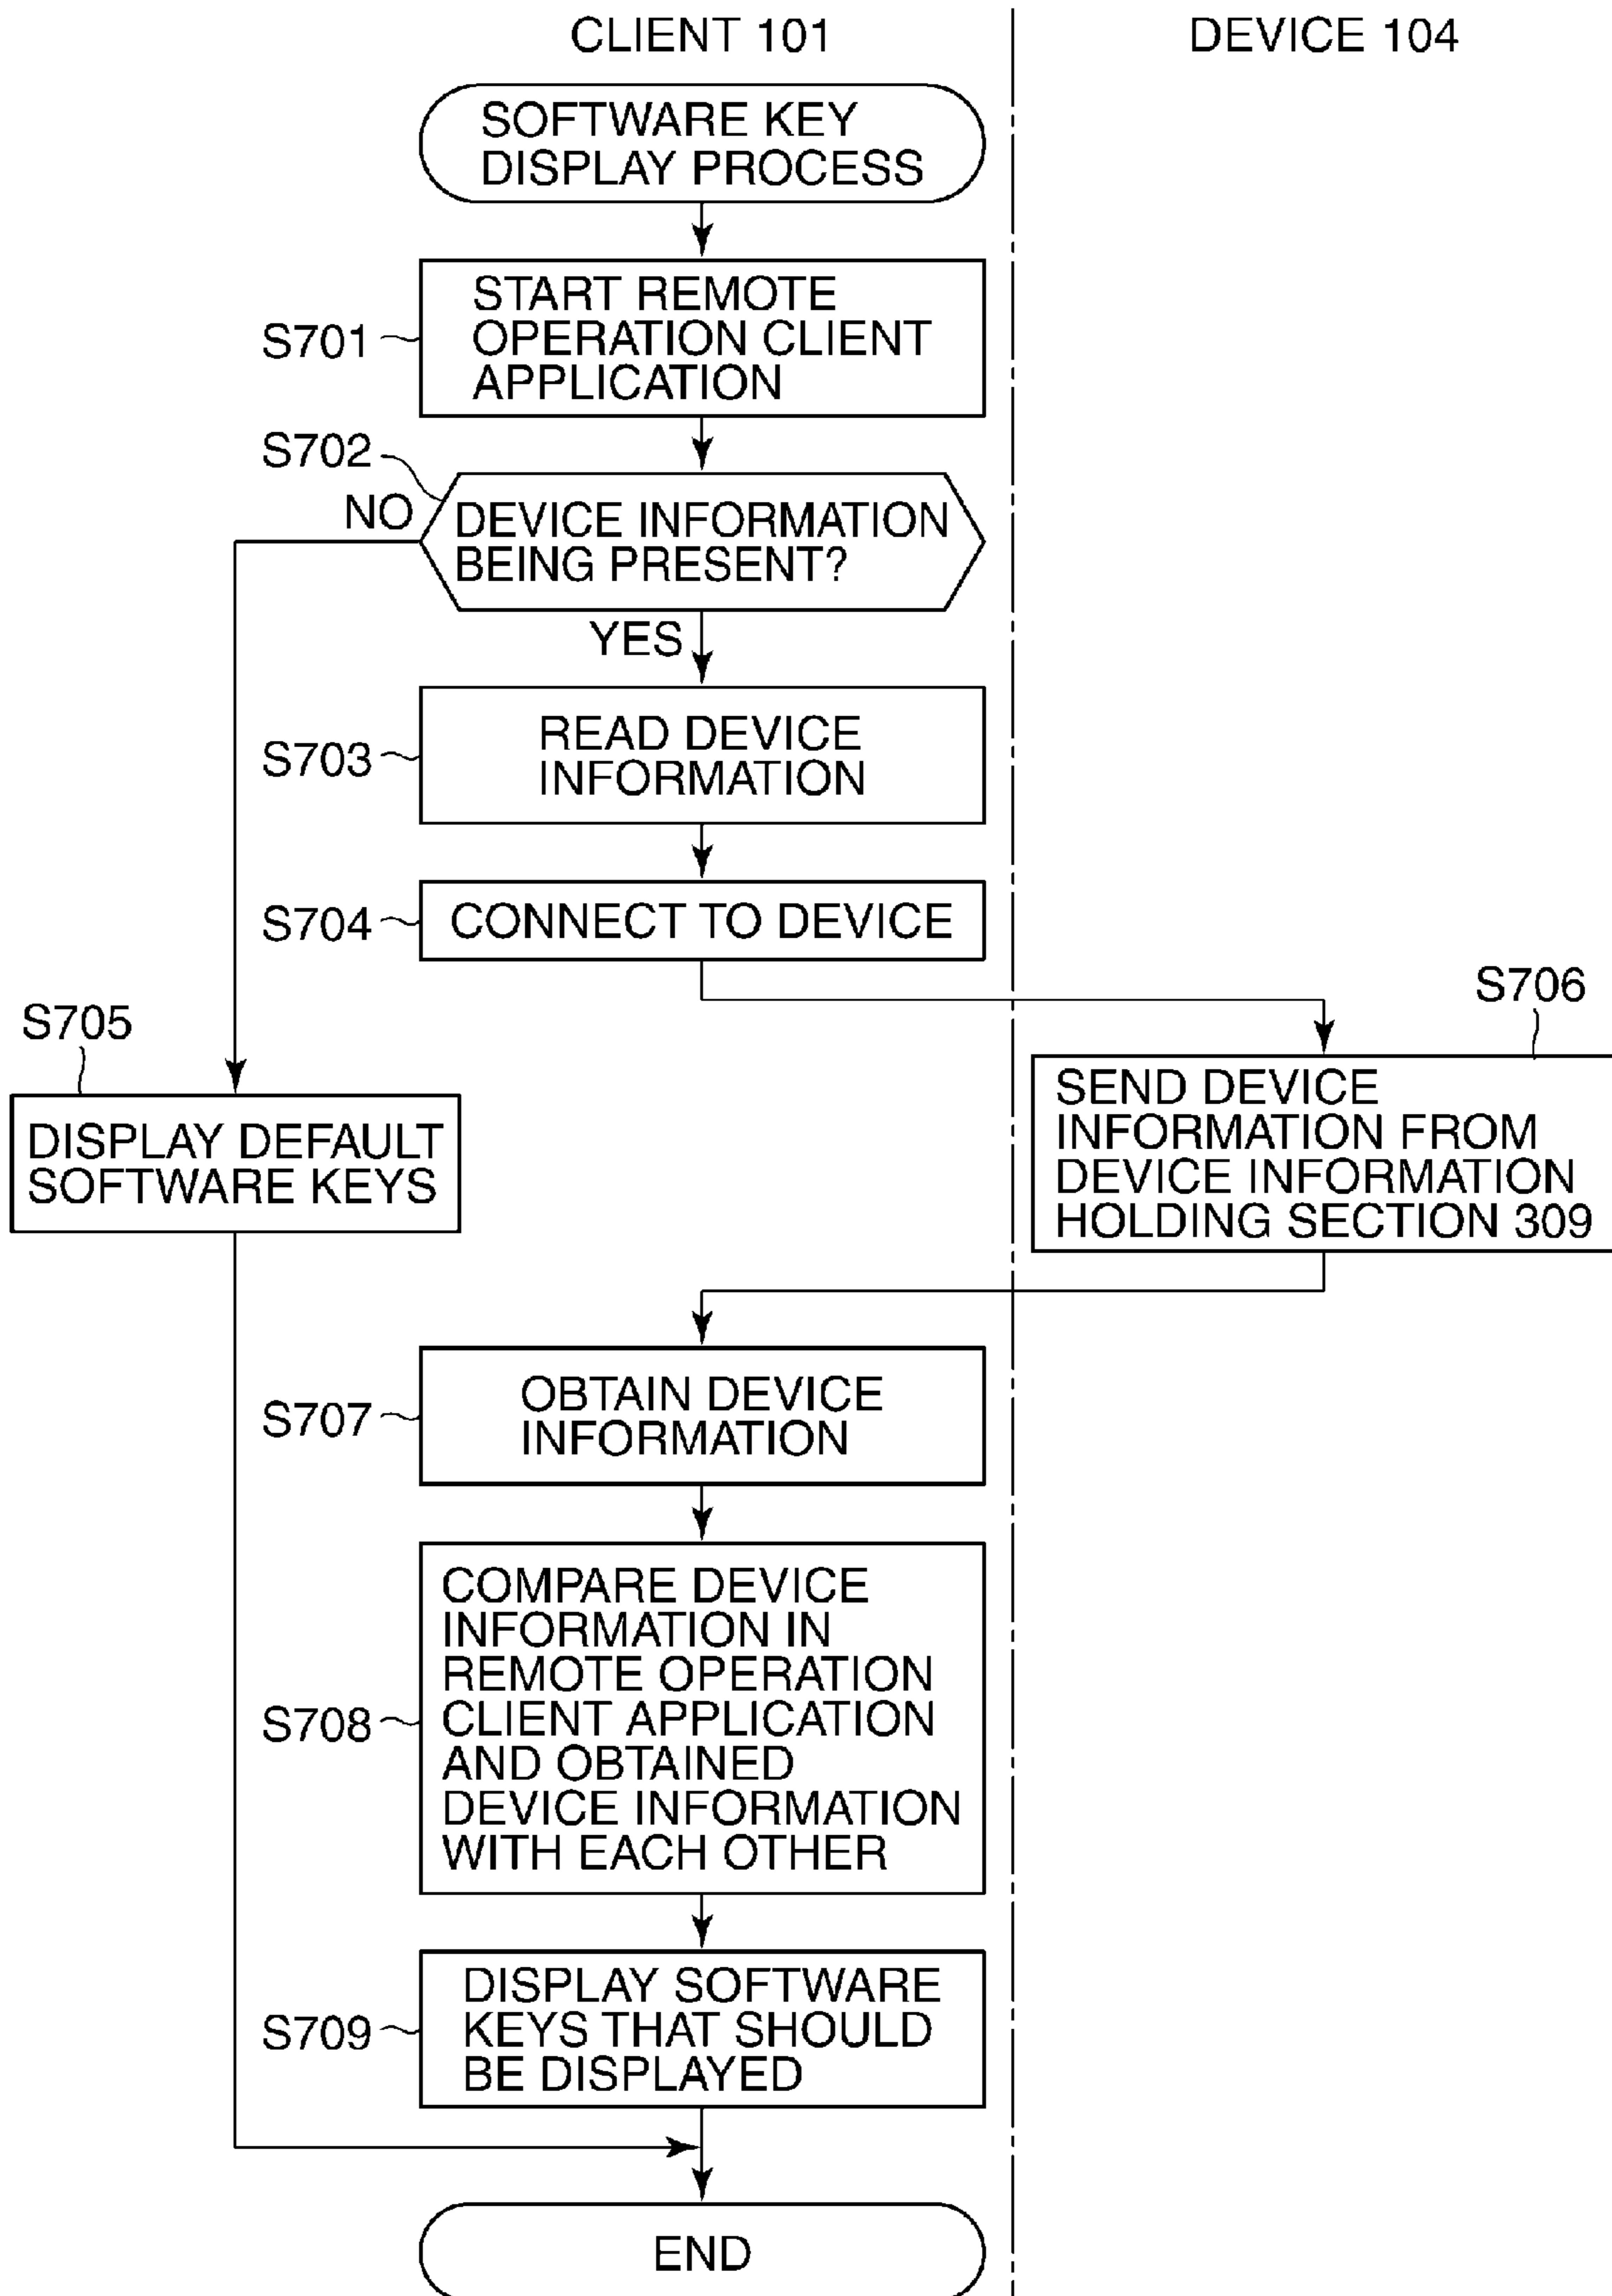 CLIENT 101
DEVICE 104
SOFTWARE KEY
DISPLAY PROCESS
S701
START REMOTE
OPERATION CLIENT
APPLICATION
S702
NO
DEVICE INFORMATION
BEING PRESENT?
YES
S703
READ DEVICE
INFORMATION
S704
CONNECT TO DEVICE
S705
DISPLAY DEFAULT
SOFTWARE KEYS
S706
SEND DEVICE
INFORMATION FROM
DEVICE INFORMATION
HOLDING SECTION 309
S707
OBTAIN DEVICE
INFORMATION
S708
COMPARE DEVICE
INFORMATION IN
REMOTE OPERATION
CLIENT APPLICATION
AND OBTAINED
DEVICE INFORMATION
WITH EACH OTHER
S709
DISPLAY SOFTWARE
KEYS THAT SHOULD
BE DISPLAYED
END